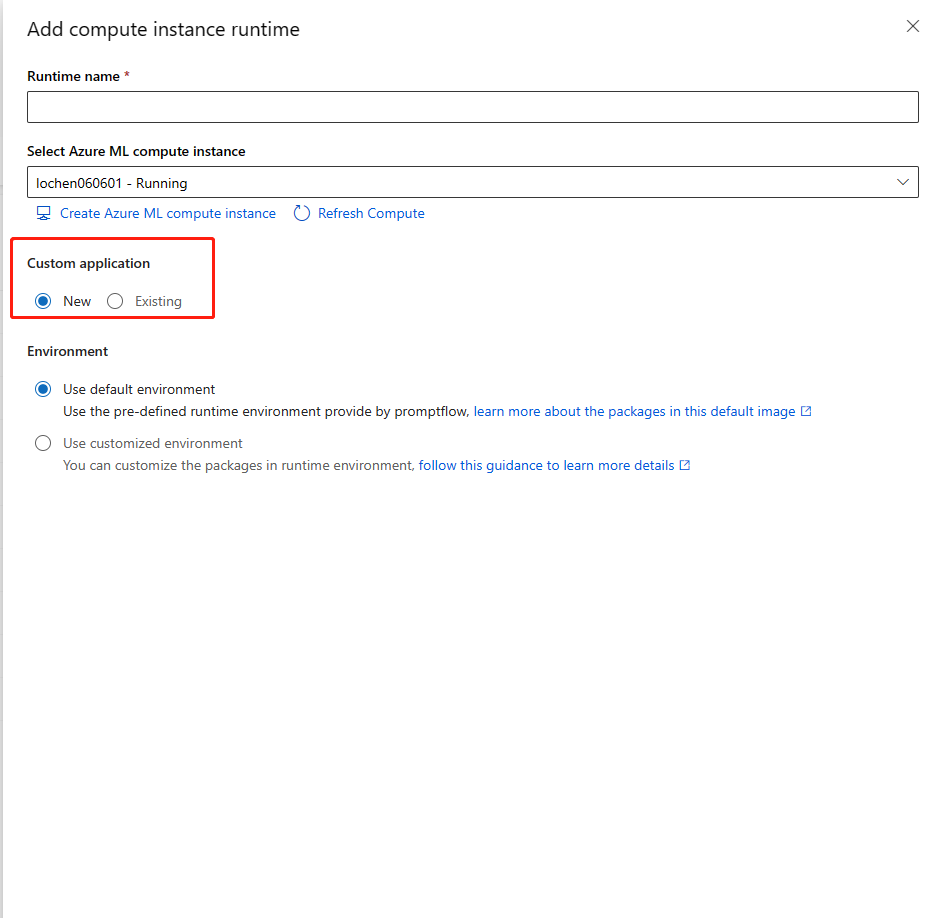 Add compute instance runtime
Runtime name *
Select Azure ML compute instance
lochen060601 - Running
Create Azure ML compute instance Refresh Compute
Custom application
New Existing
Environment
Use default environment
Use the pre-defined runtime environment provide by promptflow, learn more about the packages in this default image
Use customized environment
You can customize the packages in runtime environment, follow this guidance to learn more details